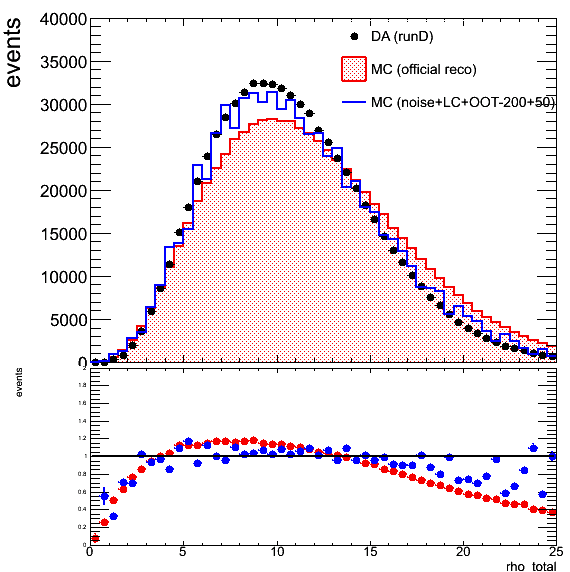 events
40000
35000
30000
25000
20000
15000
10000
5000
0
DA (runD)
MC (official reco)
MC (noise+LC+OOT-200+50)
events
2
1.8
1.6
1.4
1.2
1
0.8
0.6
0.4
0.2
0
0 5 10 15 20 25
rho_total